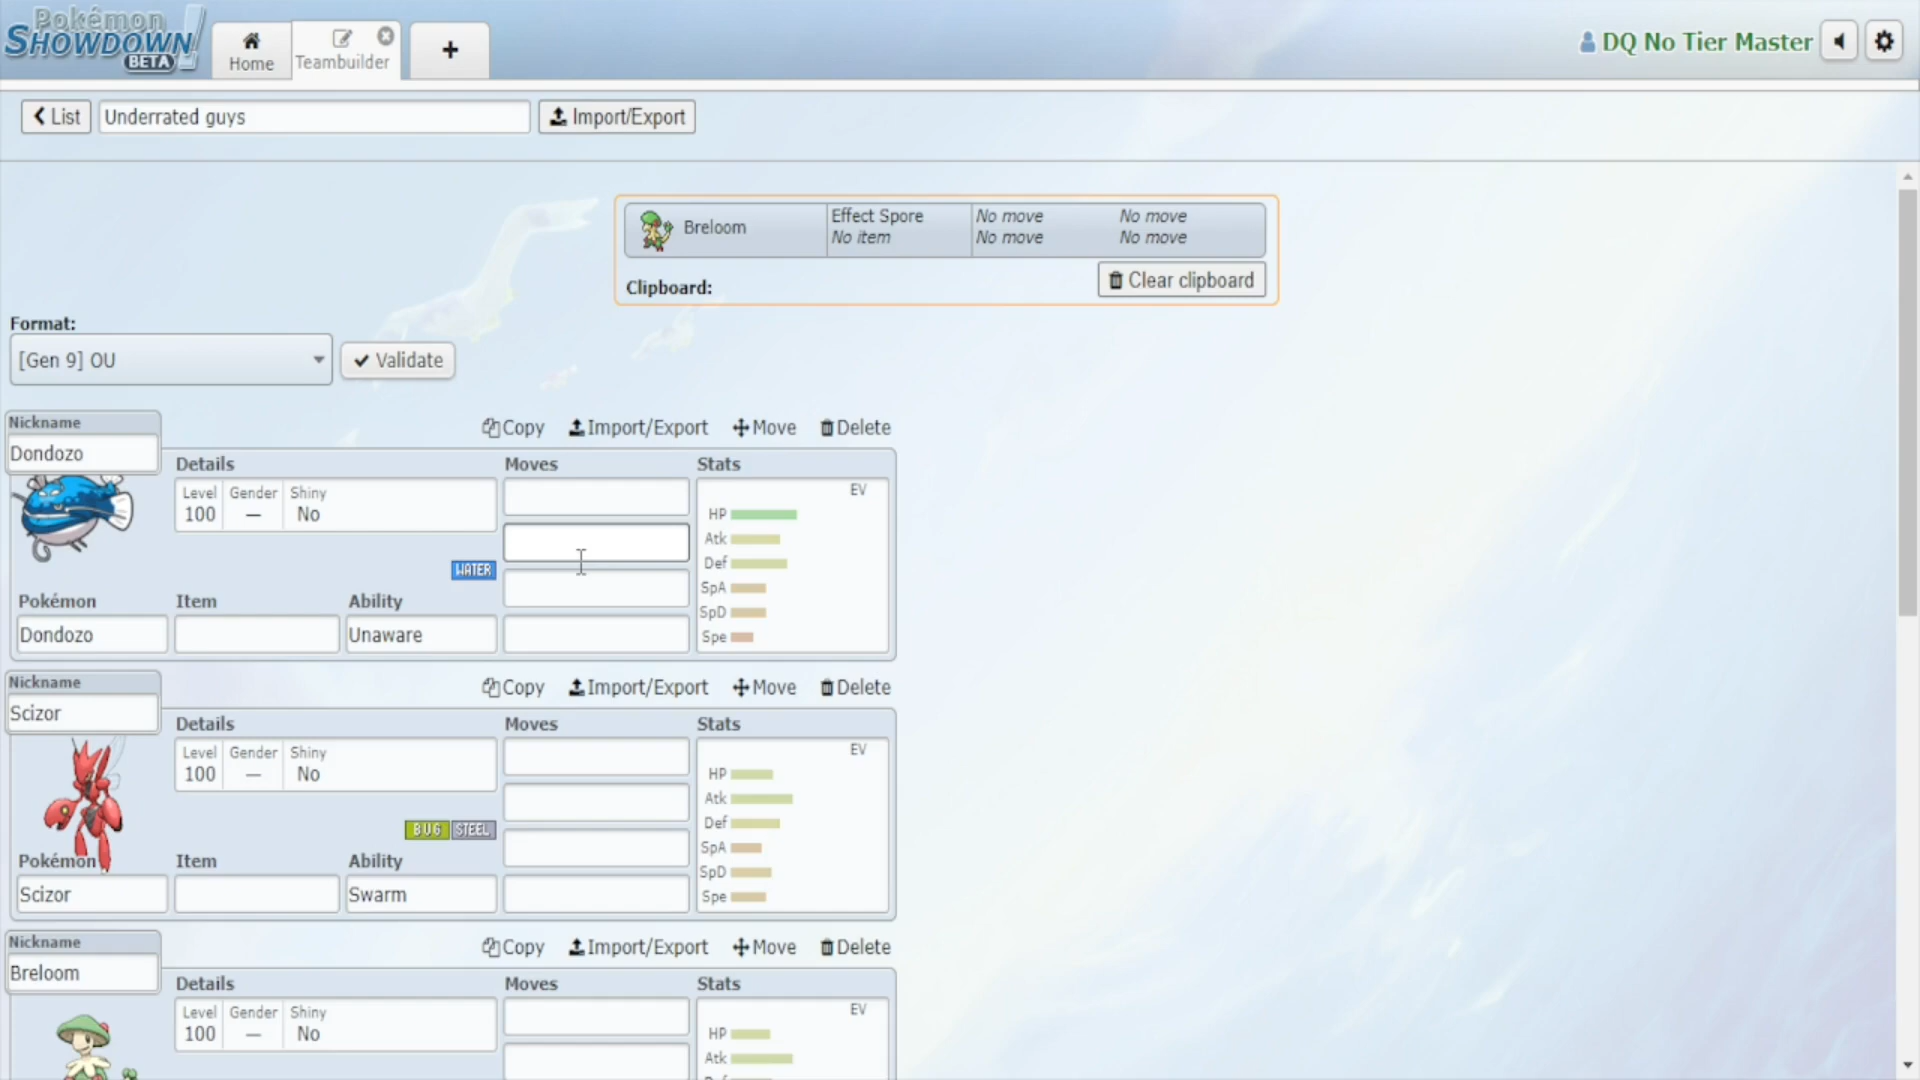 Pokémon
SHOWDOWN!
BETA
Home
Teambuilder
+
DQ No Tier Master
List
Underrated guys
Import/Export
Breloom
Effect Spore
No item
No move
No move
No move
No move
Clipboard:
Clear clipboard
Format:
[Gen 9] OU
Validate
Nickname
Dondozo
Copy
Import/Export
Move
Delete
Details
Moves
Stats
Level
Gender
Shiny
100
—
No
EV
HP
Atk
Def
SpA
SpD
Spe
WATER
Pokémon
Item
Ability
Dondozo
Unaware
Nickname
Scizor
Copy
Import/Export
Move
Delete
Details
Moves
Stats
Level
Gender
Shiny
100
—
No
EV
HP
Atk
Def
SpA
SpD
Spe
BUG
STEEL
Pokémon
Item
Ability
Scizor
Swarm
Nickname
Breloom
Copy
Import/Export
Move
Delete
Details
Moves
Stats
Level
Gender
Shiny
100
—
No
EV
HP
Atk